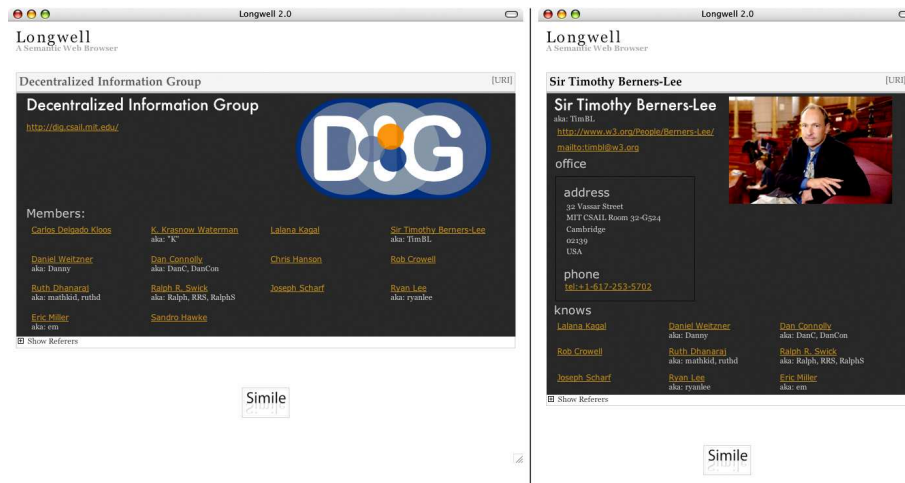 Longwell 2.0
Longwell
A Semantic Web Browser
Decentralized Information Group [URI]
Decentralized Information Group
http://dig.csail.mit.edu/
DIG
Members:
Carlos Delgado Kloos K. Krasnow Waterman Lalana Kagal Sir Timothy Berners-Lee
aka: "K" aka: TimBL
Daniel Weitzner Dan Connolly Chris Hanson Rob Crowell
aka: Danny aka: DanC, DanCon
Ruth Dhanaraj Ralph R. Swick Joseph Scharf Ryan Lee
aka: mathkid, ruthd aka: Ralph, RRS, RalphS aka: ryanlee
Eric Miller Sandro Hawke
aka: em
Show Referers
Simile
Longwell 2.0
Longwell
A Semantic Web Browser
Sir Timothy Berners-Lee [URI]
Sir Timothy Berners-Lee
aka: TimBL
http://www.w3.org/People/Berners-Lee/
mailto:timbl@w3.org
office
address
32 Vassar Street
MIT CSAIL Room 32-G524
Cambridge
02139
USA
phone
tel:+1-617-253-5702
knows
Lalana Kagal Daniel Weitzner Dan Connolly
aka: Danny aka: DanC, DanCon
Rob Crowell Ruth Dhanaraj Ralph R. Swick
aka: mathkid, ruthd aka: Ralph, RRS, RalphS
Joseph Scharf Ryan Lee Eric Miller
aka: ryanlee aka: em
Show Referers
Simile